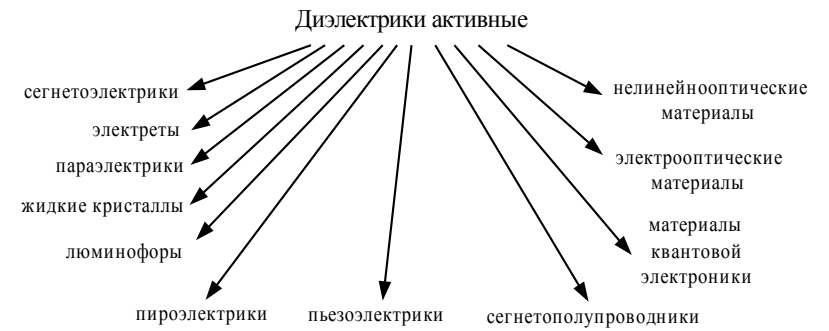 Диэлектрики активные
сегнетоэлектрики
электреты
параэлектрики
жидкие кристаллы
люминофоры
пироэлектрики
пьезоэлектрики
сегнетополупроводники
нелинейнооптические
материалы
электрооптические
материалы
материалы
квантовой
электроники